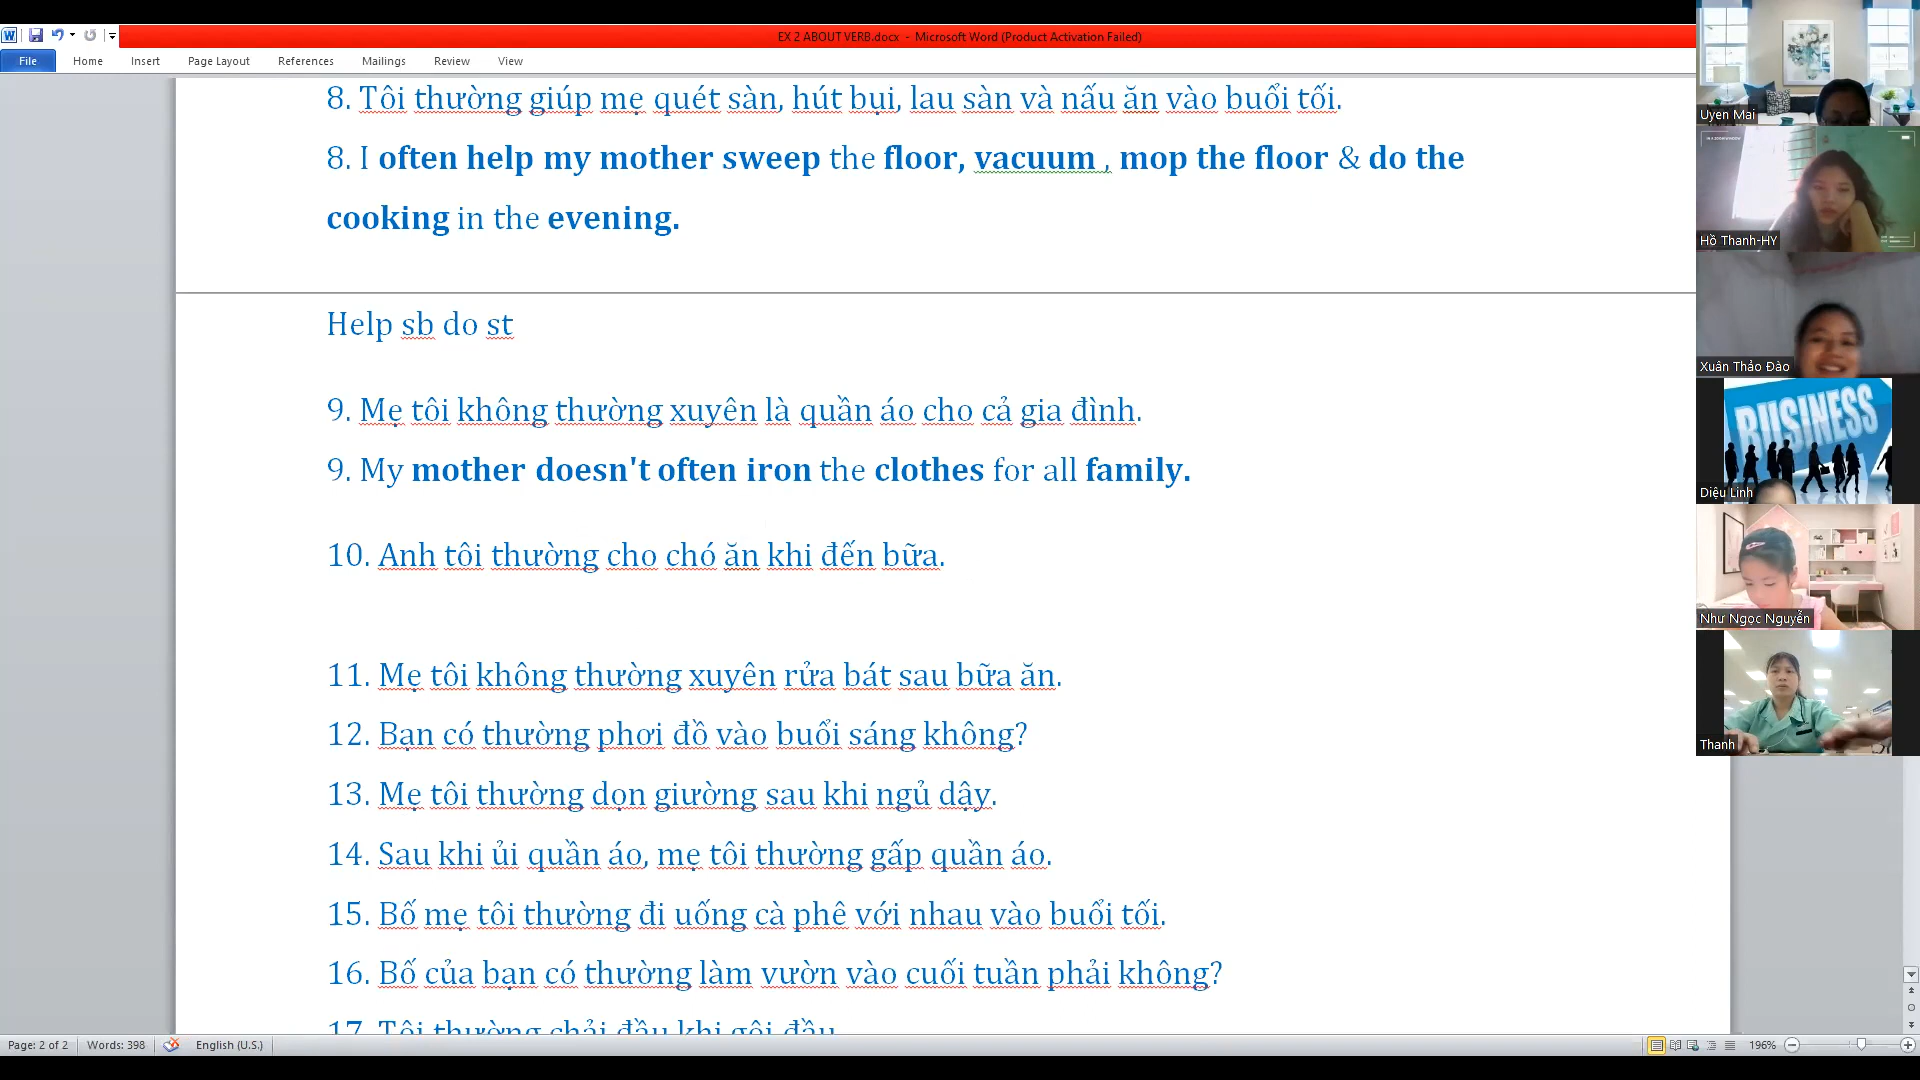 EX 2 ABOUT VERB.docx - Microsoft Word (Product Activation Failed)
File Home Insert Page Layout References Mailings Review View
8. Tôi thường giúp mẹ quét sàn, hút bụi, lau sàn và nấu ăn vào buổi tối.
8. I often help my mother sweep the floor, vacuum , mop the floor & do the
cooking in the evening.
Help sb do st
9. Mẹ tôi không thường xuyên là quần áo cho cả gia đình.
9. My mother doesn't often iron the clothes for all family.
10. Anh tôi thường cho chó ăn khi đến bữa.
11. Mẹ tôi không thường xuyên rửa bát sau bữa ăn.
12. Bạn có thường phơi đồ vào buổi sáng không?
13. Mẹ tôi thường dọn giường sau khi ngủ dậy.
14. Sau khi ủi quần áo, mẹ tôi thường gấp quần áo.
15. Bố mẹ tôi thường đi uống cà phê với nhau vào buổi tối.
16. Bố của bạn có thường làm vườn vào cuối tuần phải không?
17. Tôi thường chải đầu khi gội đầu
Page: 2 of 2 Words: 398 English (U.S.) 196%
Uyen Mai
Hồ Thanh-HY
Xuân Thảo Đào
BUSINESS
Diệu Linh
Như Ngọc Nguyễn
Thanh